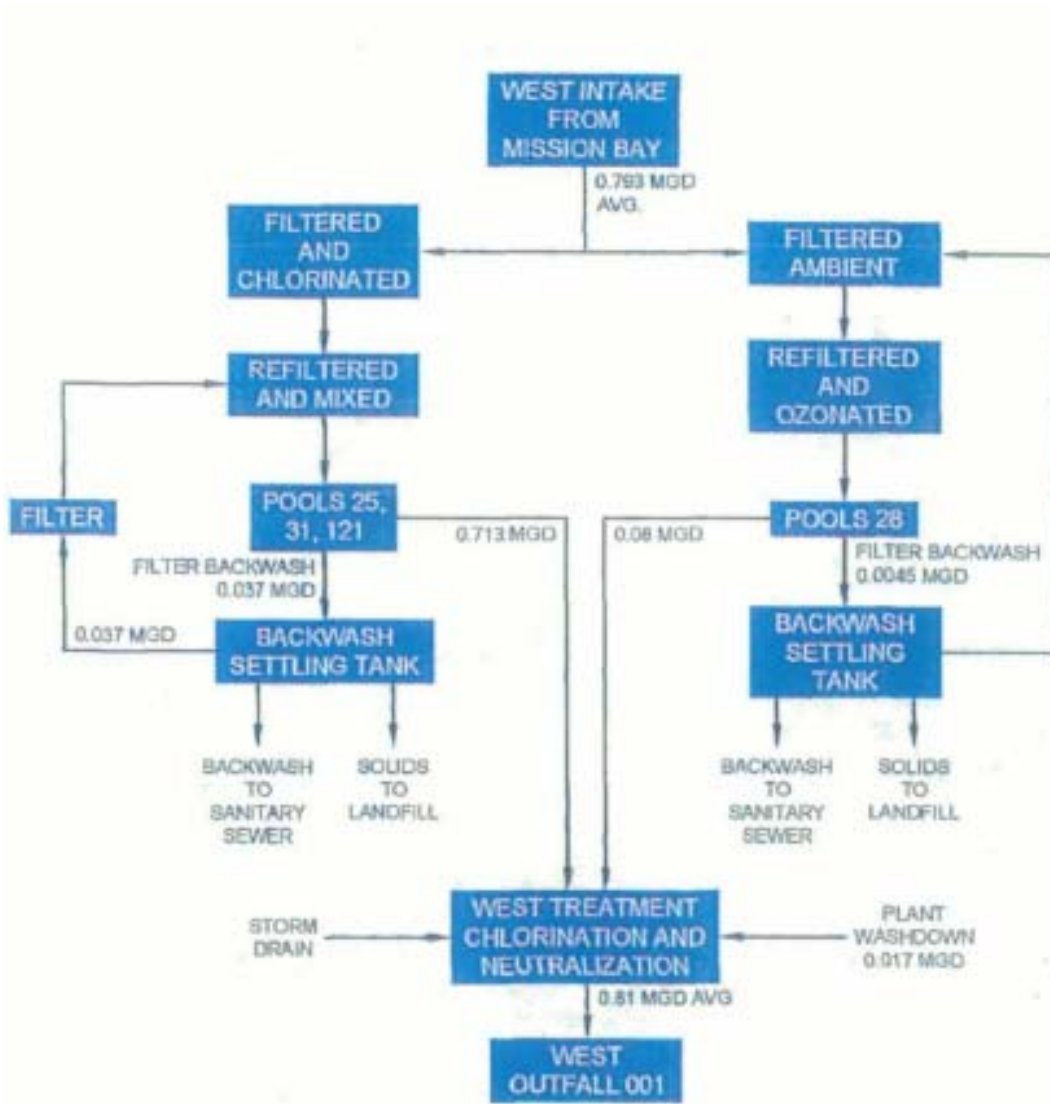 WEST INTAKE
FROM
MISSION BAY
0.793 MGD
AVG.
FILTERED
AND
CHLORINATED
FILTERED
AMBIENT
REFILTERED
AND MIXED
REFILTERED
AND
OZONATED
FILTER
POOLS 25,
31, 121
0.713 MGD
0.08 MGD
POOLS 28
FILTER BACKWASH
0.037 MGD
FILTER BACKWASH
0.0045 MGD
0.037 MGD
BACKWASH
SETTLING TANK
BACKWASH
SETTLING
TANK
BACKWASH
TO
SANITARY
SEWER
SOLIDS
TO
LANDFILL
BACKWASH
TO
SANITARY
SEWER
SOLIDS
TO
LANDFILL
STORM
DRAIN
WEST TREATMENT
CHLORINATION AND
NEUTRALIZATION
PLANT
WASHDOWN
0.017 MGD
0.81 MGD AVG
WEST
OUTFALL 001